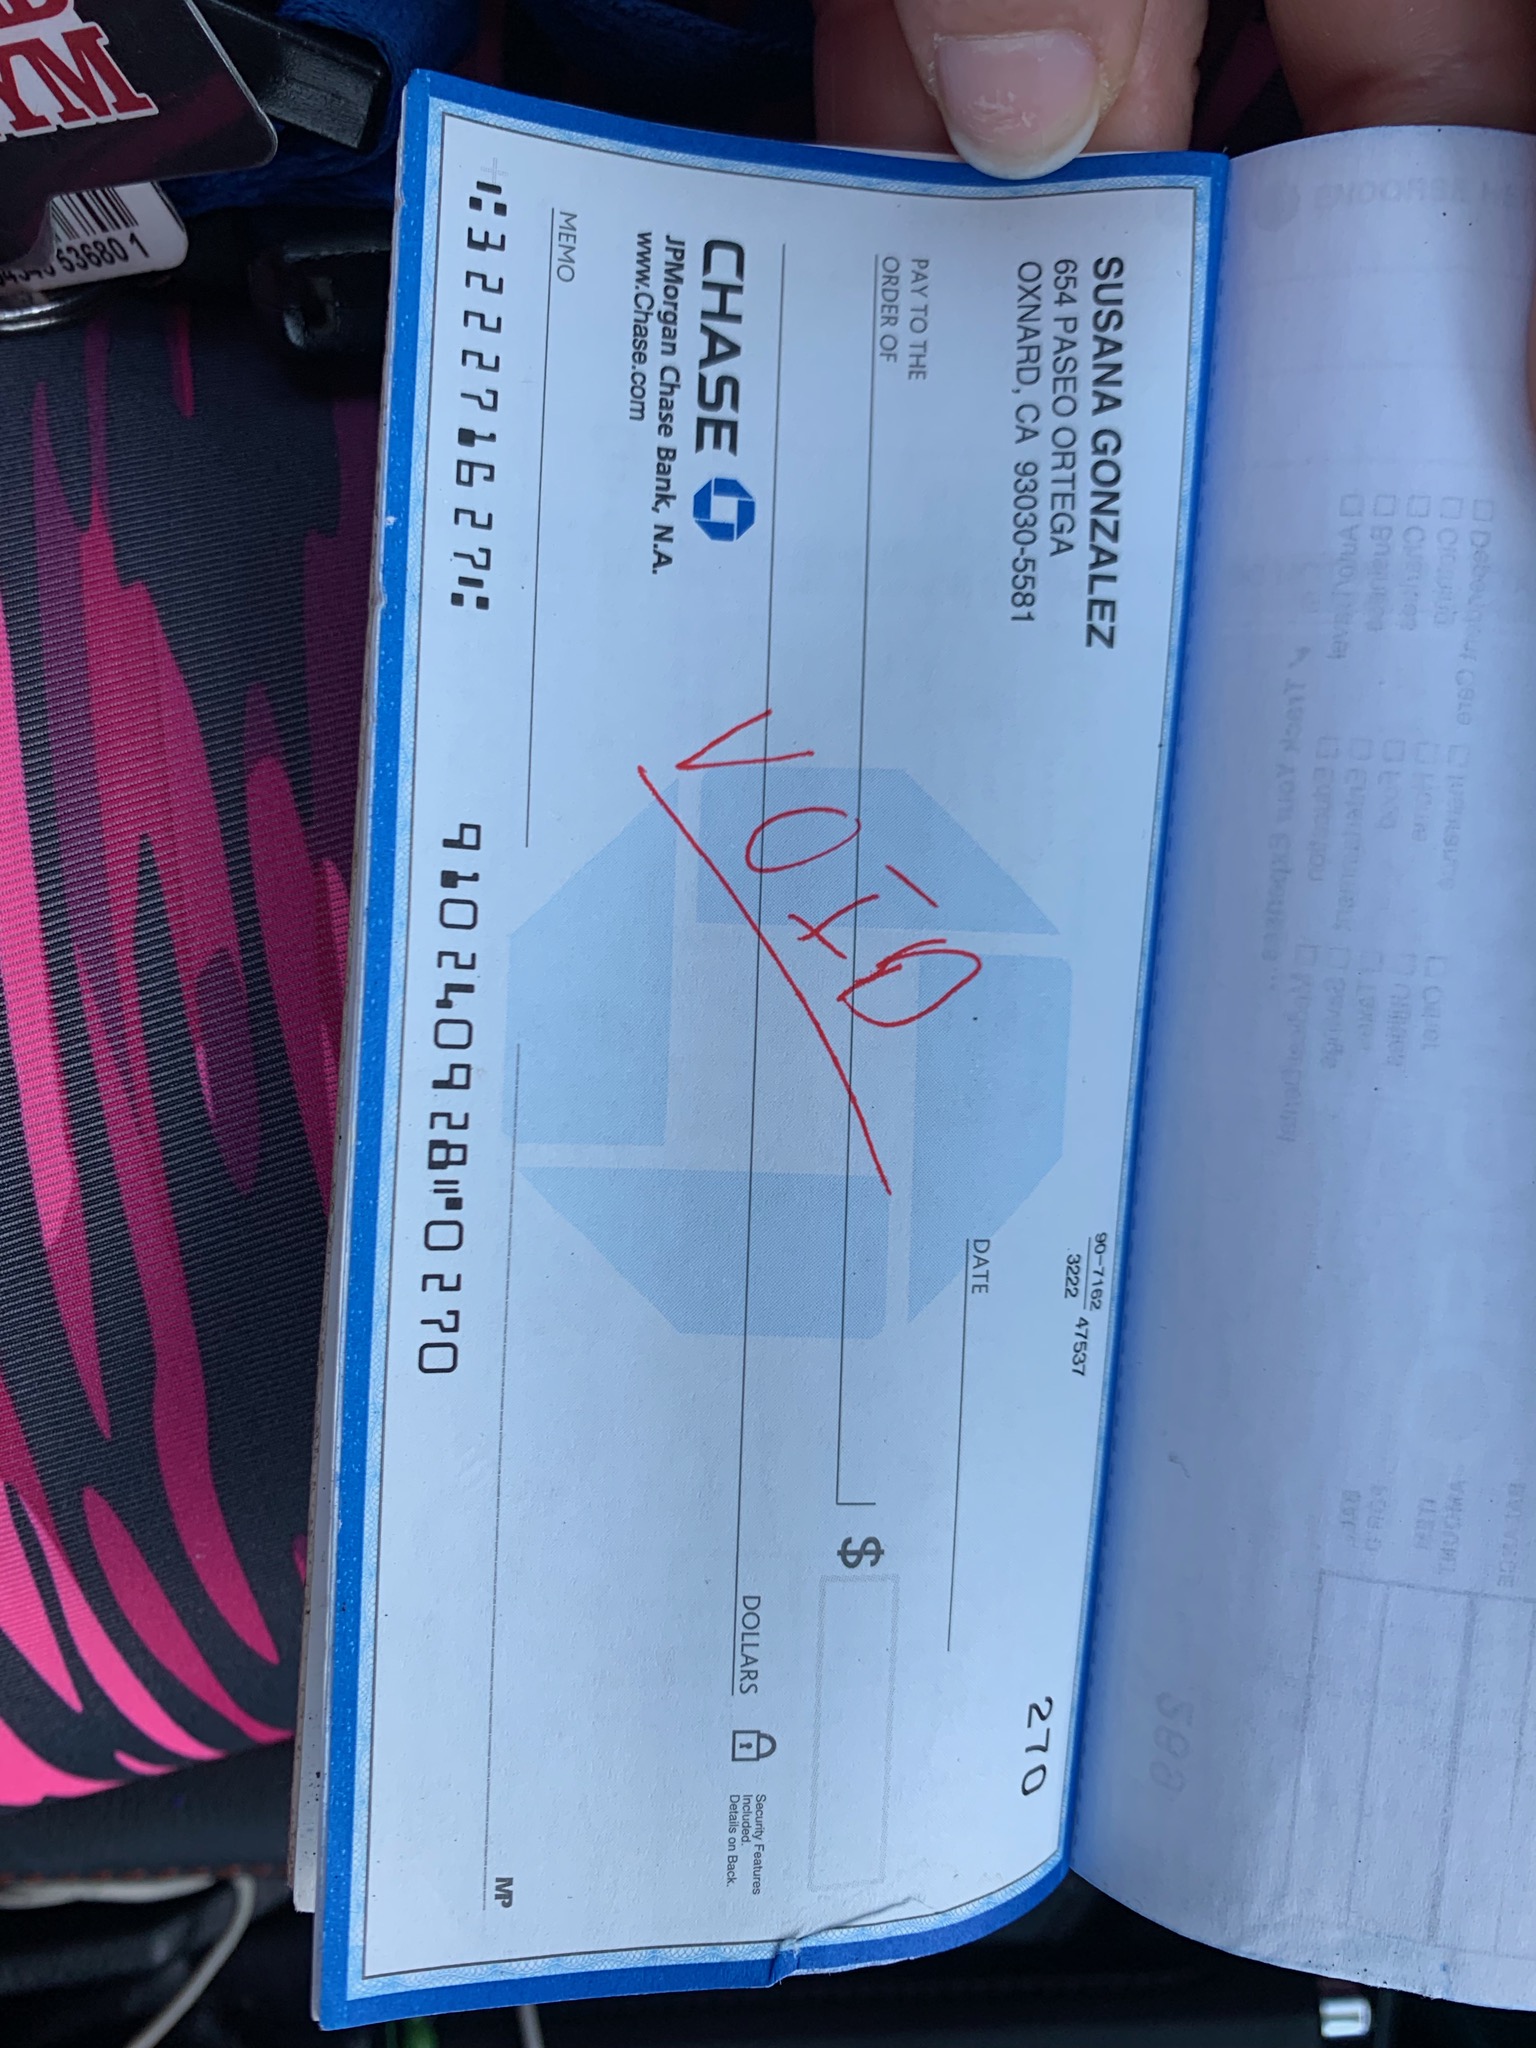 SUSANA GONZALEZ
654 PASEO ORTEGA
OXNARD, CA 93030-5581
90-7162
3222
47537
270
DATE
PAY TO THE
ORDER OF
$
VOID
DOLLARS
Security Features
Included.
Details on Back.
CHASE
JPMorgan Chase Bank, N.A.
www.Chase.com
MEMO
MP
⑆322271627⑆ 910240928⑈0270
53680 1